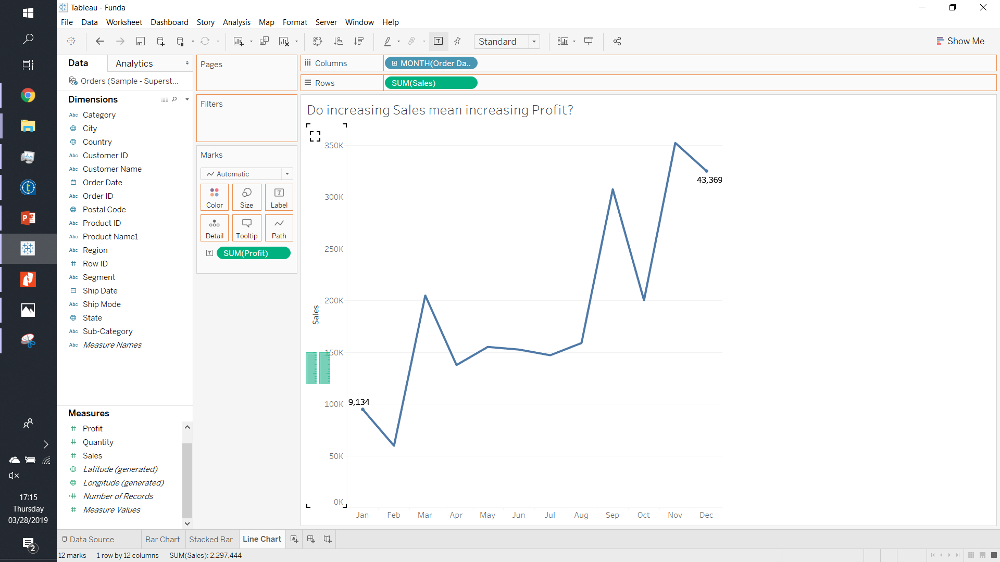 Tableau - Funda
File Data Worksheet Dashboard Story Analysis Map Format Server Window Help
Standard
Show Me
Data
Analytics
Orders (Sample - Superst...
Dimensions
Abc Category
City
Country
Abc Customer ID
Abc Customer Name
Order Date
Abc Order ID
Postal Code
Abc Product ID
Abc Product Name1
Abc Region
# Row ID
Abc Segment
Ship Date
Abc Ship Mode
State
Abc Sub-Category
Abc Measure Names
Measures
# Profit
# Quantity
# Sales
Latitude (generated)
Longitude (generated)
=# Number of Records
# Measure Values
Pages
Filters
Marks
Automatic
Color Size Label
Detail Tooltip Path
T SUM(Profit)
Columns MONTH(Order Da..
Rows SUM(Sales)
Do increasing Sales mean increasing Profit?
Sales
350K
300K
250K
200K
150K
100K
50K
0K
9,134
43,369
Jan Feb Mar Apr May Jun Jul Aug Sep Oct Nov Dec
Data Source Bar Chart Stacked Bar Line Chart
12 marks 1 row by 12 columns SUM(Sales): 2,297,444
17:15
Thursday
03/28/2019
2